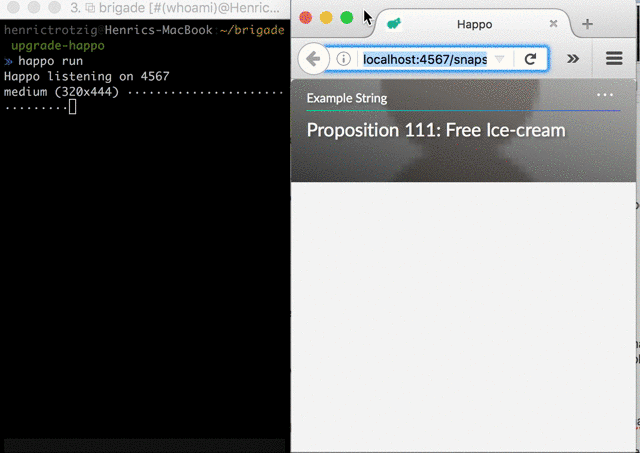 3. brigade [#(whoami)@Henric...
henrictrotzig@Henrics-MacBook ~/brigade
upgrade-happo
» happo run
Happo listening on 4567
medium (320x444) ·························
·········
Happo
localhost:4567/snaps
Example String
Proposition 111: Free Ice-cream